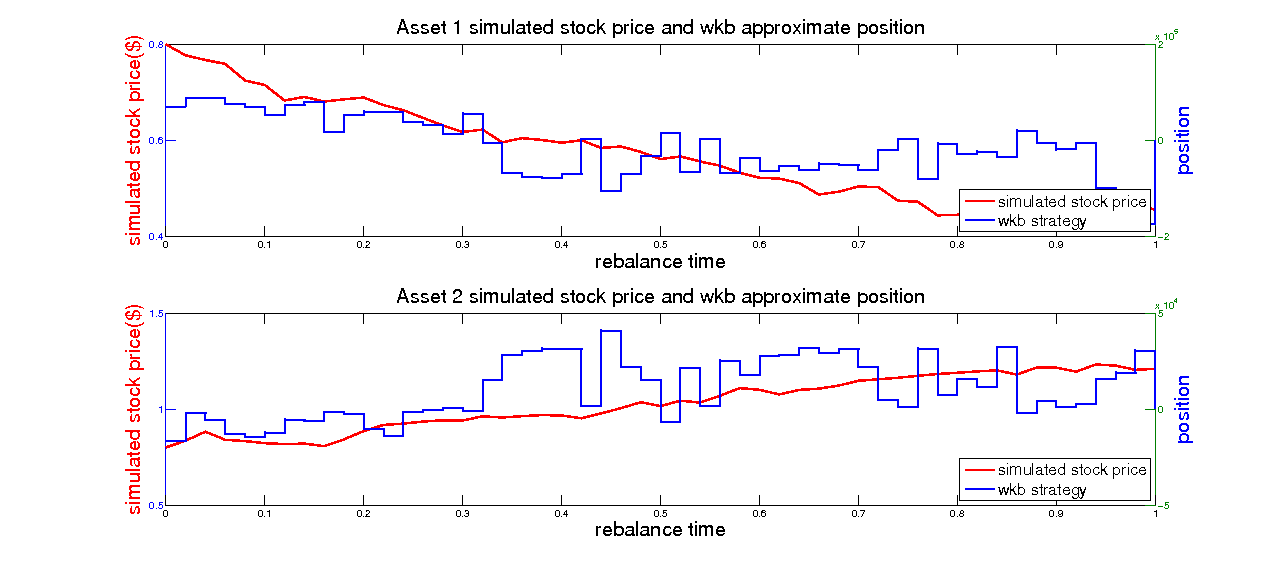 Asset 1 simulated stock price and wkb approximate position
x 10^5
simulated stock price($)
0.8
0.6
0.4
2
0
-2
position
simulated stock price
wkb strategy
0 0.1 0.2 0.3 0.4 0.5 0.6 0.7 0.8 0.9 1
rebalance time
Asset 2 simulated stock price and wkb approximate position
x 10^4
simulated stock price($)
1.5
1
0.5
5
0
-5
position
simulated stock price
wkb strategy
0 0.1 0.2 0.3 0.4 0.5 0.6 0.7 0.8 0.9 1
rebalance time